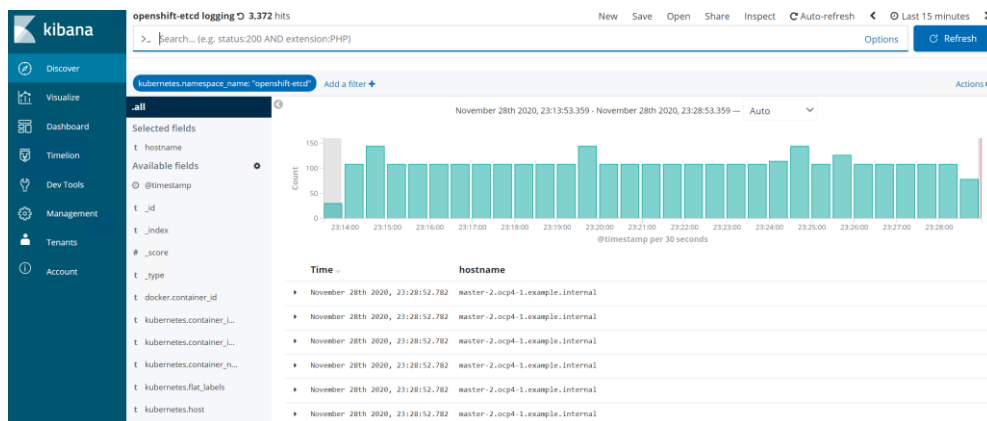 openshift-etcd logging 3,372 hits
New Save Open Share Inspect Auto-refresh Last 15 minutes
kibana
>_ Search... (e.g. status:200 AND extension:PHP)
Options
Refresh
Discover
Visualize
Dashboard
Timelion
Dev Tools
Management
Tenants
Account
kubernetes.namespace_name: "openshift-etcd"
Add a filter +
Actions
.all
Selected fields
t hostname
Available fields
@timestamp
t _id
t _index
# _score
t _type
t docker.container_id
t kubernetes.container_i...
t kubernetes.container_i...
t kubernetes.container_n...
t kubernetes.flat_labels
t kubernetes.host
November 28th 2020, 23:13:53.359 - November 28th 2020, 23:28:53.359 — Auto
Count
150
100
50
0
23:14:00 23:15:00 23:16:00 23:17:00 23:18:00 23:19:00 23:20:00 23:21:00 23:22:00 23:23:00 23:24:00 23:25:00 23:26:00 23:27:00 23:28:00
@timestamp per 30 seconds
Time hostname
November 28th 2020, 23:28:52.782 master-2.ocp4-1.example.internal
November 28th 2020, 23:28:52.782 master-2.ocp4-1.example.internal
November 28th 2020, 23:28:52.782 master-2.ocp4-1.example.internal
November 28th 2020, 23:28:52.782 master-2.ocp4-1.example.internal
November 28th 2020, 23:28:52.782 master-2.ocp4-1.example.internal
November 28th 2020, 23:28:52.782 master-2.ocp4-1.example.internal